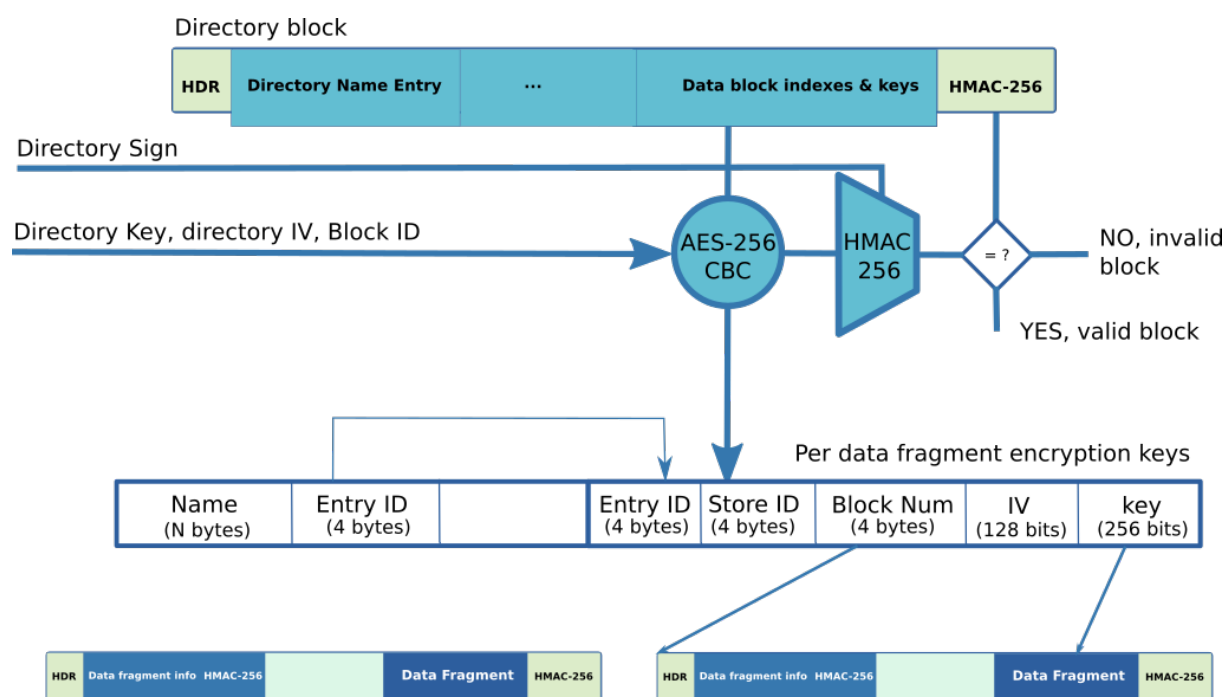 Directory block
HDR
Directory Name Entry
...
Data block indexes & keys
HMAC-256
Directory Sign
Directory Key, directory IV, Block ID
AES-256
CBC
HMAC
256
= ?
NO, invalid
block
YES, valid block
Per data fragment encryption keys
Name
(N bytes)
Entry ID
(4 bytes)
Entry ID
(4 bytes)
Store ID
(4 bytes)
Block Num
(4 bytes)
IV
(128 bits)
key
(256 bits)
HDR
Data fragment info HMAC-256
Data Fragment
HMAC-256
HDR
Data fragment info HMAC-256
Data Fragment
HMAC-256